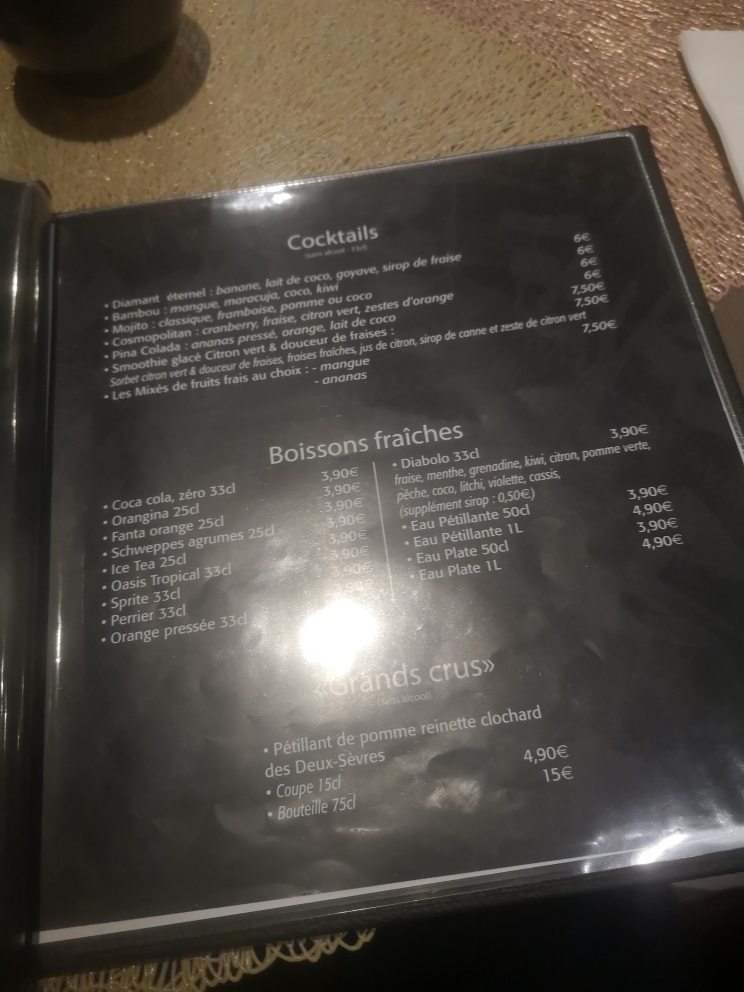 Cocktails
(sans alcool : 33cl)
• Diamant éternel : banane, lait de coco, goyave, sirop de fraise 6€
• Bambou : mangue, maracuja, coco, kiwi 6€
• Mojito : classique, framboise, pomme ou coco 6€
• Cosmopolitan : cranberry, fraise, citron vert, zestes d'orange 6€
• Pina Colada : ananas pressé, orange, lait de coco 7,50€
• Smoothie glacé Citron vert & douceur de fraises : 7,50€
Sorbet citron vert & douceur de fraises, fraises fraîches, jus de citron, sirop de canne et zeste de citron vert
• Les Mixés de fruits frais au choix : - mangue 7,50€
- ananas
Boissons fraîches
• Coca cola, zéro 33cl 3,90€
• Orangina 25cl 3,90€
• Fanta orange 25cl 3,90€
• Schweppes agrumes 25cl 3,90€
• Ice Tea 25cl 3,90€
• Oasis Tropical 33cl 3,90€
• Sprite 33cl 3,90€
• Perrier 33cl
• Orange pressée 33cl
• Diabolo 33cl 3,90€
fraise, menthe, grenadine, kiwi, citron, pomme verte,
pèche, coco, litchi, violette, cassis,
(supplément sirop : 0,50€)
• Eau Pétillante 50cl 3,90€
• Eau Pétillante 1L 4,90€
• Eau Plate 50cl 3,90€
• Eau Plate 1L 4,90€
«Grands crus»
(sans alcool)
• Pétillant de pomme reinette clochard
des Deux-Sèvres
• Coupe 15cl 4,90€
• Bouteille 75cl 15€